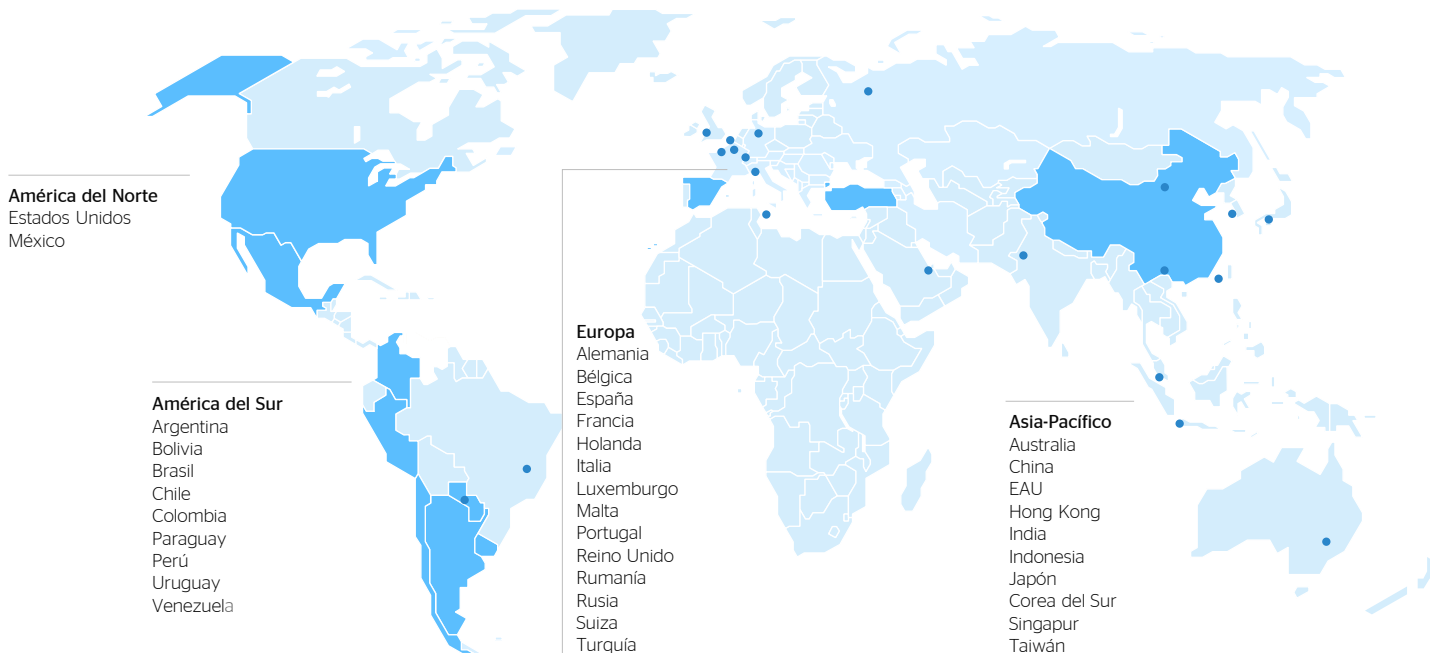 América del Norte
Estados Unidos
México
América del Sur
Argentina
Bolivia
Brasil
Chile
Colombia
Paraguay
Perú
Uruguay
Venezuela
Europa
Alemania
Bélgica
España
Francia
Holanda
Italia
Luxemburgo
Malta
Portugal
Reino Unido
Rumanía
Rusia
Suiza
Turquía
Asia-Pacífico
Australia
China
EAU
Hong Kong
India
Indonesia
Japón
Corea del Sur
Singapur
Taiwán